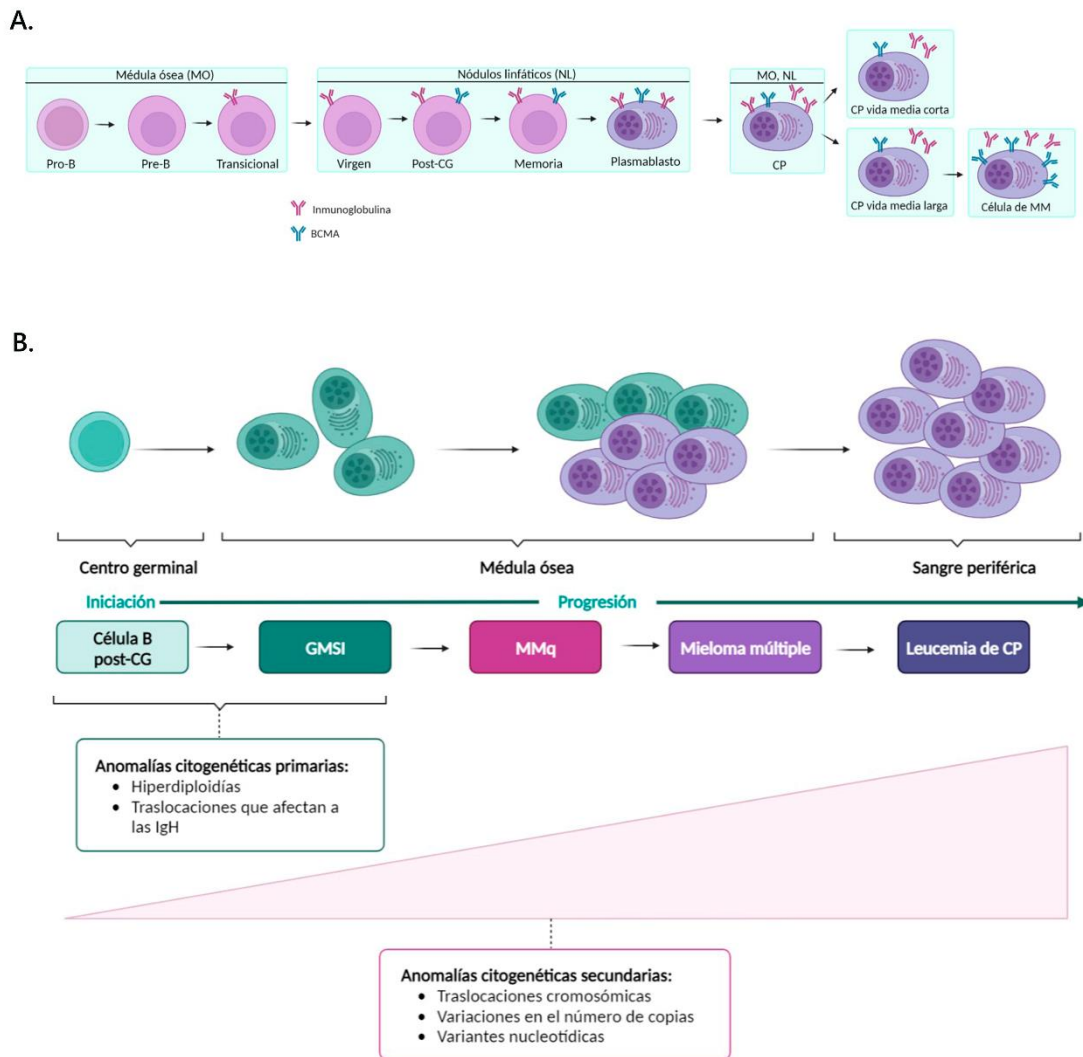 A.
Médula ósea (MO)
Pro-B
Pre-B
Transicional
Nódulos linfáticos (NL)
Virgen
Post-CG
Memoria
Plasmablasto
MO, NL
CP
CP vida media corta
CP vida media larga
Célula de MM
Inmunoglobulina
BCMA
B.
Centro germinal
Médula ósea
Sangre periférica
Iniciación
Progresión
Célula B
post-CG
GMSI
MMq
Mieloma múltiple
Leucemia de CP
Anomalías citogenéticas primarias:
• Hiperdiploidías
• Traslocaciones que afectan a
las IgH
Anomalías citogenéticas secundarias:
• Traslocaciones cromosómicas
• Variaciones en el número de copias
• Variantes nucleotídicas